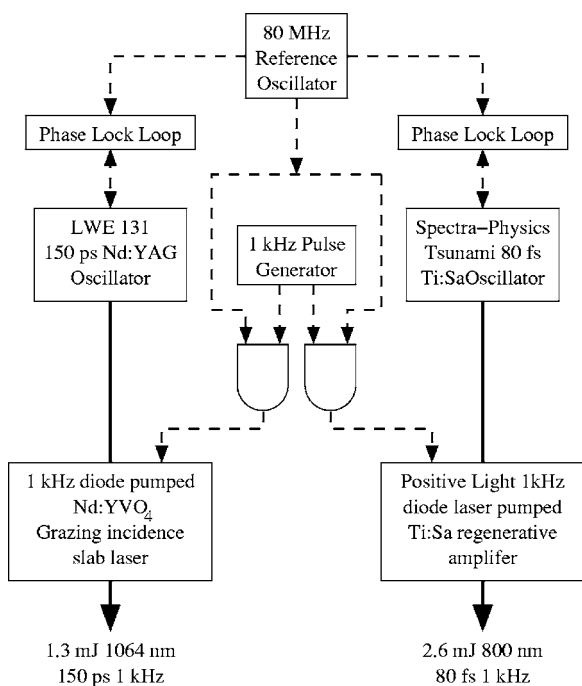 80 MHz
Reference
Oscillator
Phase Lock Loop
Phase Lock Loop
LWE 131
150 ps Nd:YAG
Oscillator
1 kHz Pulse
Generator
Spectra–Physics
Tsunami 80 fs
Ti:SaOscillator
1 kHz diode pumped
Nd:YVO4
Grazing incidence
slab laser
Positive Light 1kHz
diode laser pumped
Ti:Sa regenerative
amplifer
1.3 mJ 1064 nm
150 ps 1 kHz
2.6 mJ 800 nm
80 fs 1 kHz